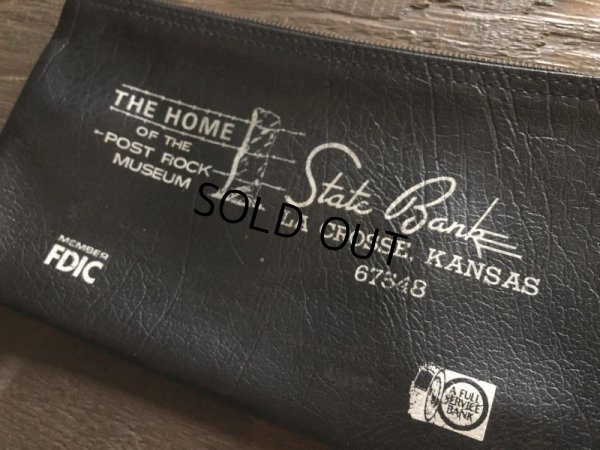 THE HOME
OF THE
POST ROCK
MUSEUM
State Bank
LA CROSSE, KANSAS
67548
MEMBER
FDIC
A FULL
SERVICE
BANK
SOLD OUT